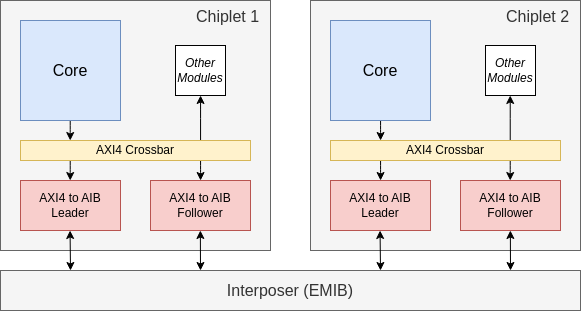 Chiplet 1
Core
Other
Modules
AXI4 Crossbar
AXI4 to AIB
Leader
AXI4 to AIB
Follower
Chiplet 2
Core
Other
Modules
AXI4 Crossbar
AXI4 to AIB
Leader
AXI4 to AIB
Follower
Interposer (EMIB)